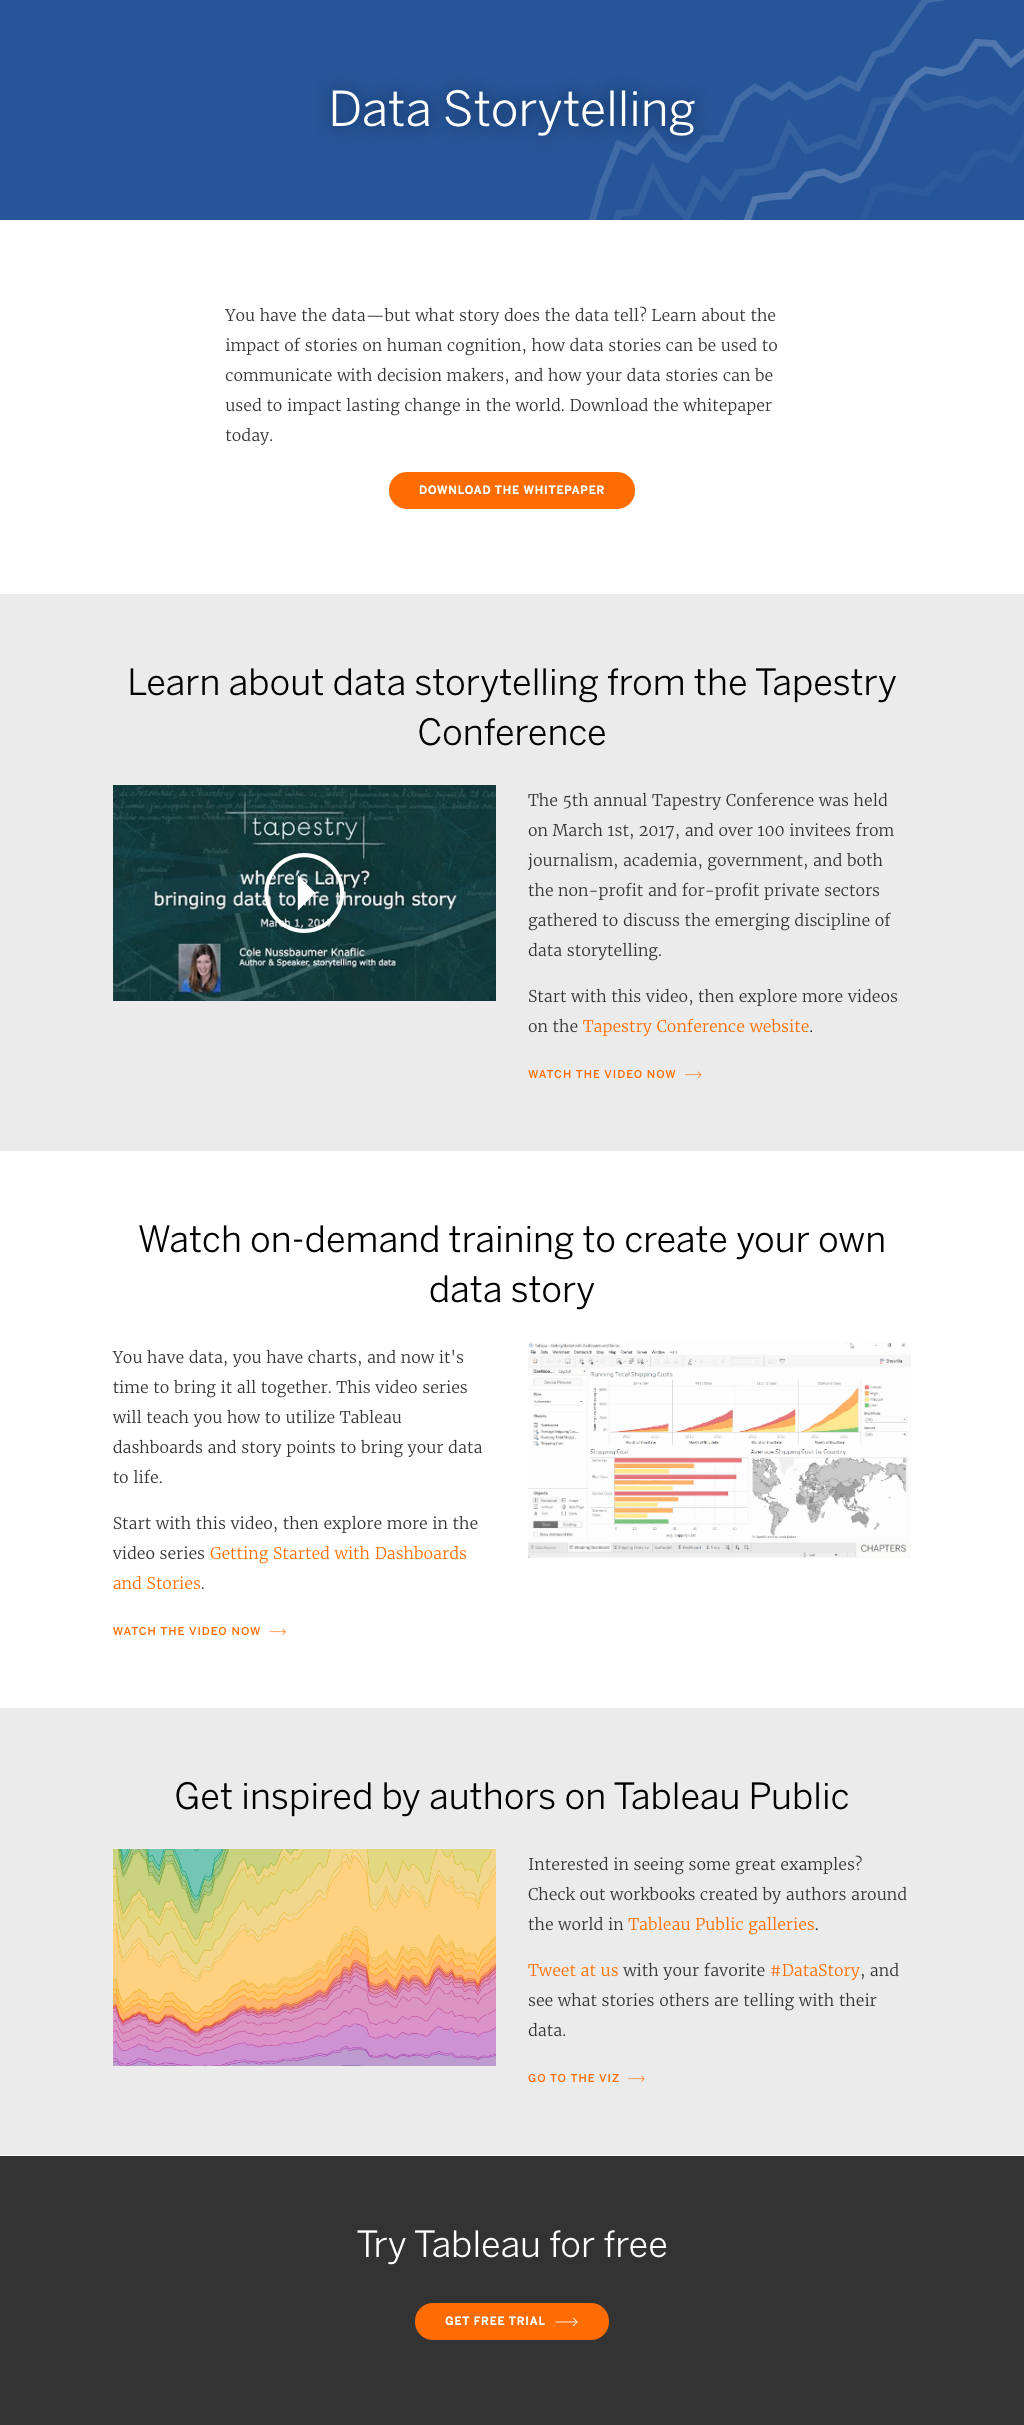 Data Storytelling
You have the data—but what story does the data tell? Learn about the
impact of stories on human cognition, how data stories can be used to
communicate with decision makers, and how your data stories can be
used to impact lasting change in the world. Download the whitepaper
today.
DOWNLOAD THE WHITEPAPER
Learn about data storytelling from the Tapestry
Conference
tapestry
where's Larry?
bringing data to life through story
March 1, 2017
Cole Nussbaumer Knaflic
Author & Speaker, storytelling with data
The 5th annual Tapestry Conference was held
on March 1st, 2017, and over 100 invitees from
journalism, academia, government, and both
the non-profit and for-profit private sectors
gathered to discuss the emerging discipline of
data storytelling.
Start with this video, then explore more videos
on the Tapestry Conference website.
WATCH THE VIDEO NOW
Watch on-demand training to create your own
data story
You have data, you have charts, and now it's
time to bring it all together. This video series
will teach you how to utilize Tableau
dashboards and story points to bring your data
to life.
Start with this video, then explore more in the
video series Getting Started with Dashboards
and Stories.
WATCH THE VIDEO NOW
Running Total Shipping Costs
Shipping Cost
Average Shipping Cost by Country
CHAPTERS
Get inspired by authors on Tableau Public
Interested in seeing some great examples?
Check out workbooks created by authors around
the world in Tableau Public galleries.
Tweet at us with your favorite #DataStory, and
see what stories others are telling with their
data.
GO TO THE VIZ
Try Tableau for free
GET FREE TRIAL